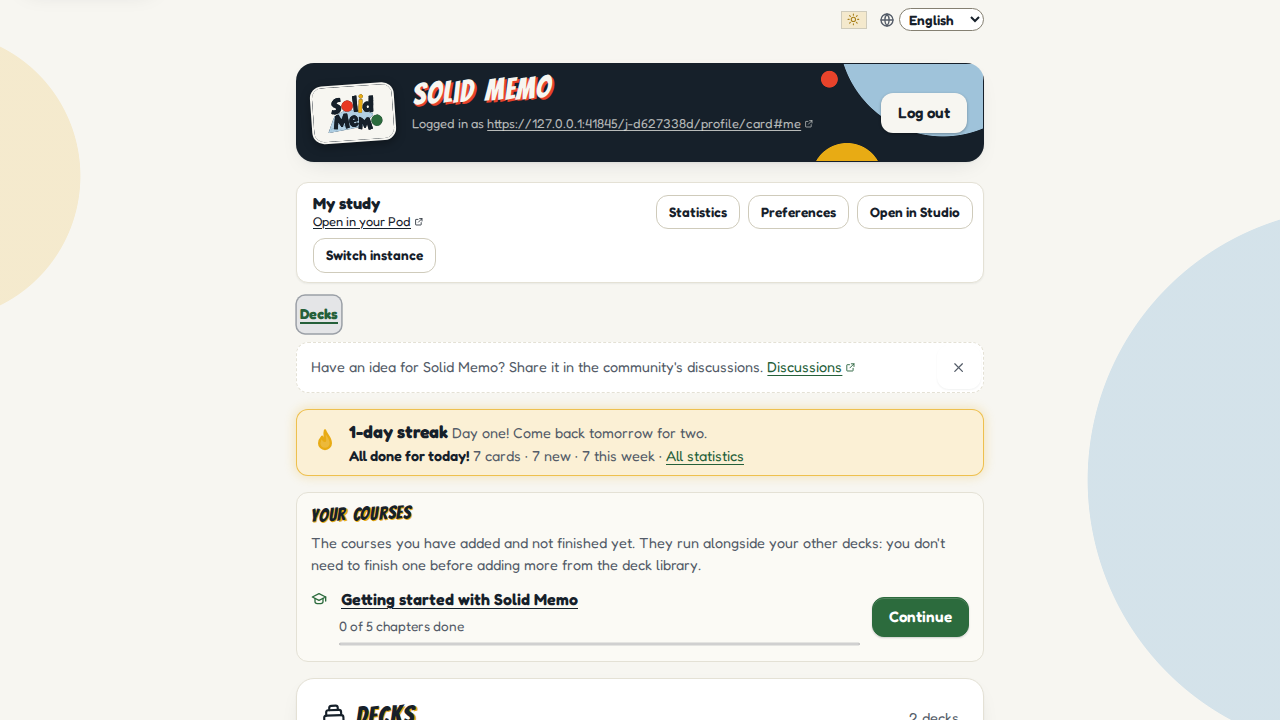 English
Solid Memo
SOLID MEMO
Logged in as https://127.0.0.1:41845/j-d627338d/profile/card#me
Log out
My study
Open in your Pod
Statistics
Preferences
Open in Studio
Switch instance
Decks
Have an idea for Solid Memo? Share it in the community's discussions. Discussions
1-day streak Day one! Come back tomorrow for two.
All done for today! 7 cards · 7 new · 7 this week · All statistics
YOUR COURSES
The courses you have added and not finished yet. They run alongside your other decks: you don't
need to finish one before adding more from the deck library.
Getting started with Solid Memo
0 of 5 chapters done
Continue
DECKS
2 decks